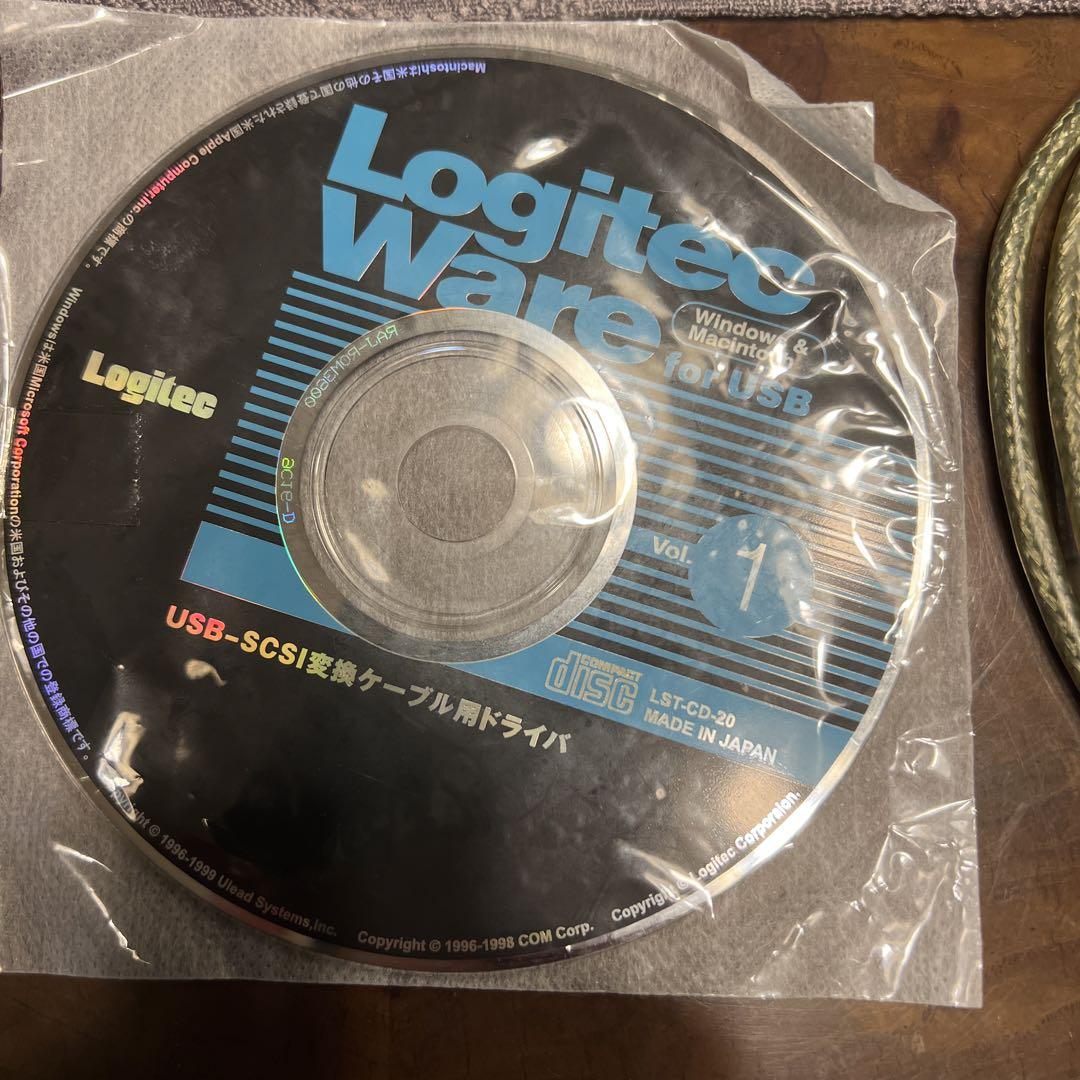 Macintoshは米国その他の国で登録された米国Apple Computer,Inc.の商標です。
Windowsは米国Microsoft Corporationの米国およびその他の国での登録商標です。
Logitec
Ware
Windows &
Macintosh
for USB
Logitec
RAJ-ROM3600
ac19-D
Vol.
1
USB-SCSI変換ケーブル用ドライバ
COMPACT
disc
LST-CD-20
MADE IN JAPAN
Copyright © 1996-1999 Ulead Systems,Inc.
Copyright © 1996-1998 COM Corp.
Copyright © Logitec Corporsion.